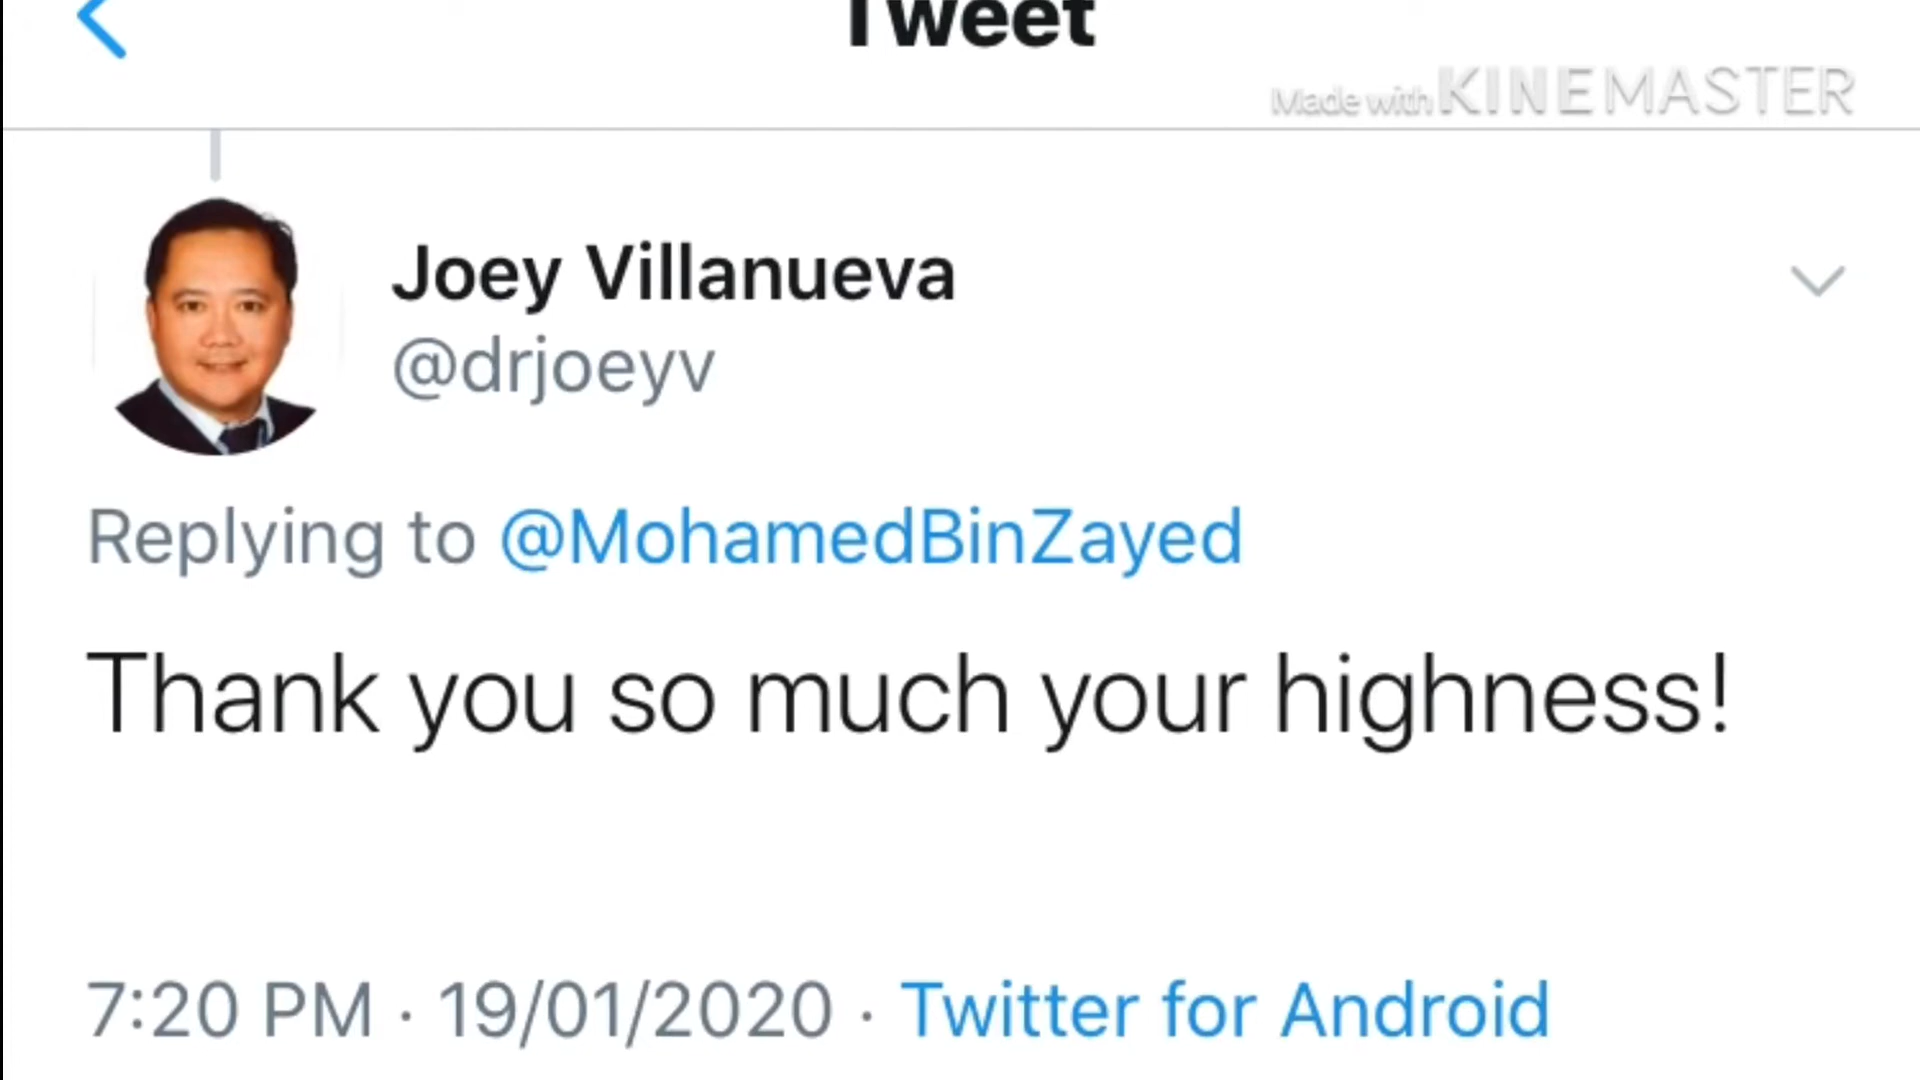 Tweet
Made with KINEMASTER
Joey Villanueva
@drjoeyv
Replying to @MohamedBinZayed
Thank you so much your highness!
7:20 PM · 19/01/2020 · Twitter for Android